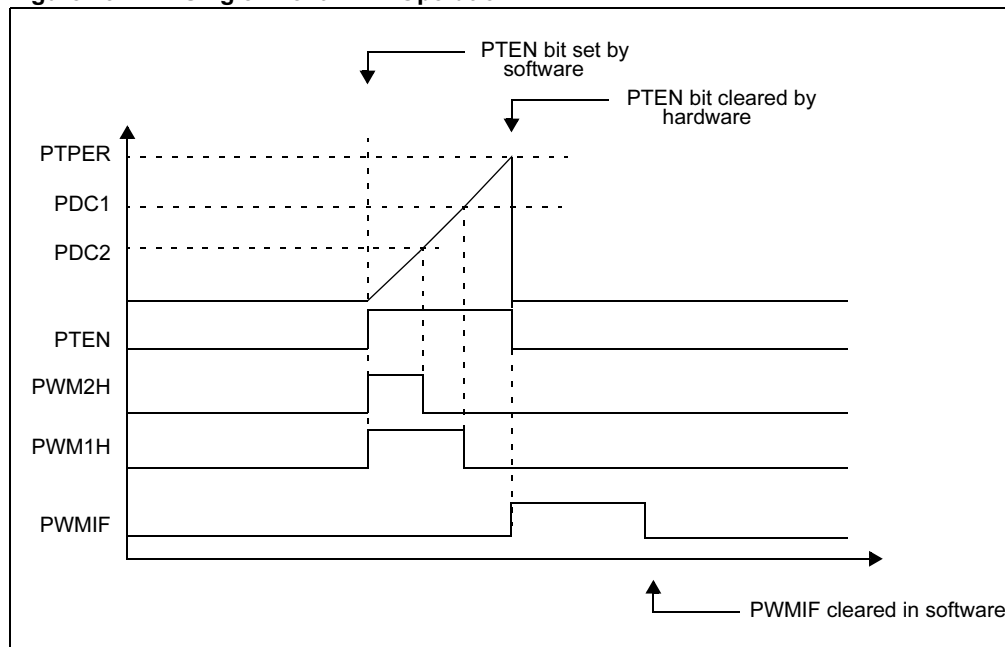 PTEN bit set by
software
PTEN bit cleared by
hardware
PTPER
PDC1
PDC2
PTEN
PWM2H
PWM1H
PWMIF
PWMIF cleared in software